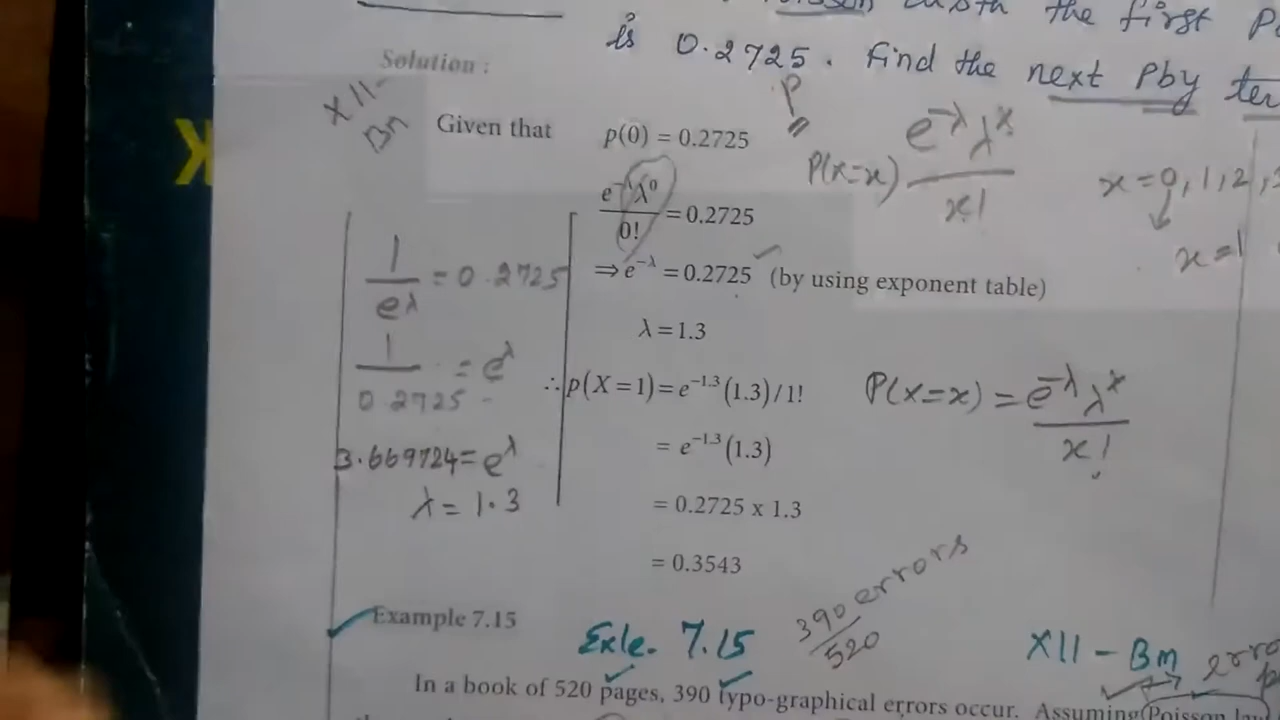 with the first
is 0.2725. Find the next Pby
Solution :
XII-
Bm
P
Given that p(0) = 0.2725
P(X=x) e^-λ λ^x / x!
x = 0, 1, 2,
x = 1
e^-λ λ^0 / 0! = 0.2725
1 / e^λ = 0.2725
⇒ e^-λ = 0.2725 (by using exponent table)
λ = 1.3
1 / 0.2725 = e^λ
∴ p(X = 1) = e^-1.3 (1.3) / 1!
P(X=x) = e^-λ λ^x / x!
3.669724 = e^λ
= e^-1.3 (1.3)
λ = 1.3
= 0.2725 x 1.3
= 0.3543
390 errors
520
Example 7.15
Exle. 7.15
XII - Bm
In a book of 520 pages, 390 typo-graphical errors occur. Assuming Poisson law